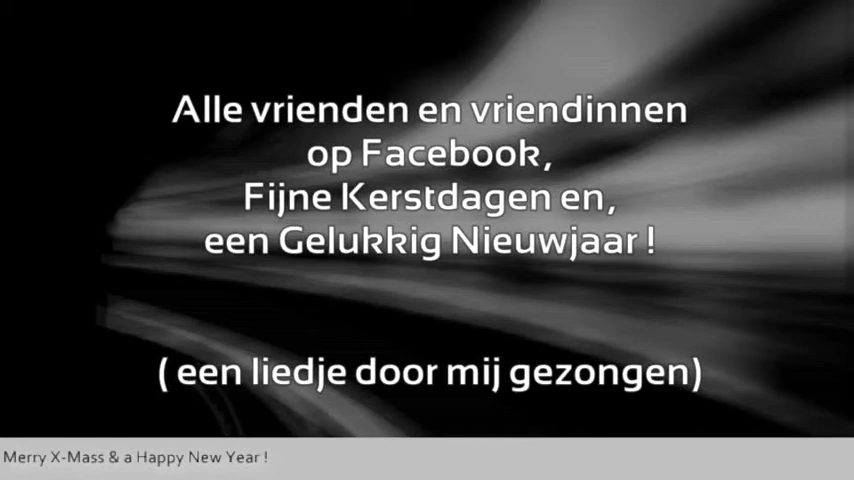 Alle vrienden en vriendinnen
op Facebook,
Fijne Kerstdagen en,
een Gelukkig Nieuwjaar !
( een liedje door mij gezongen)
Merry X-Mass & a Happy New Year !